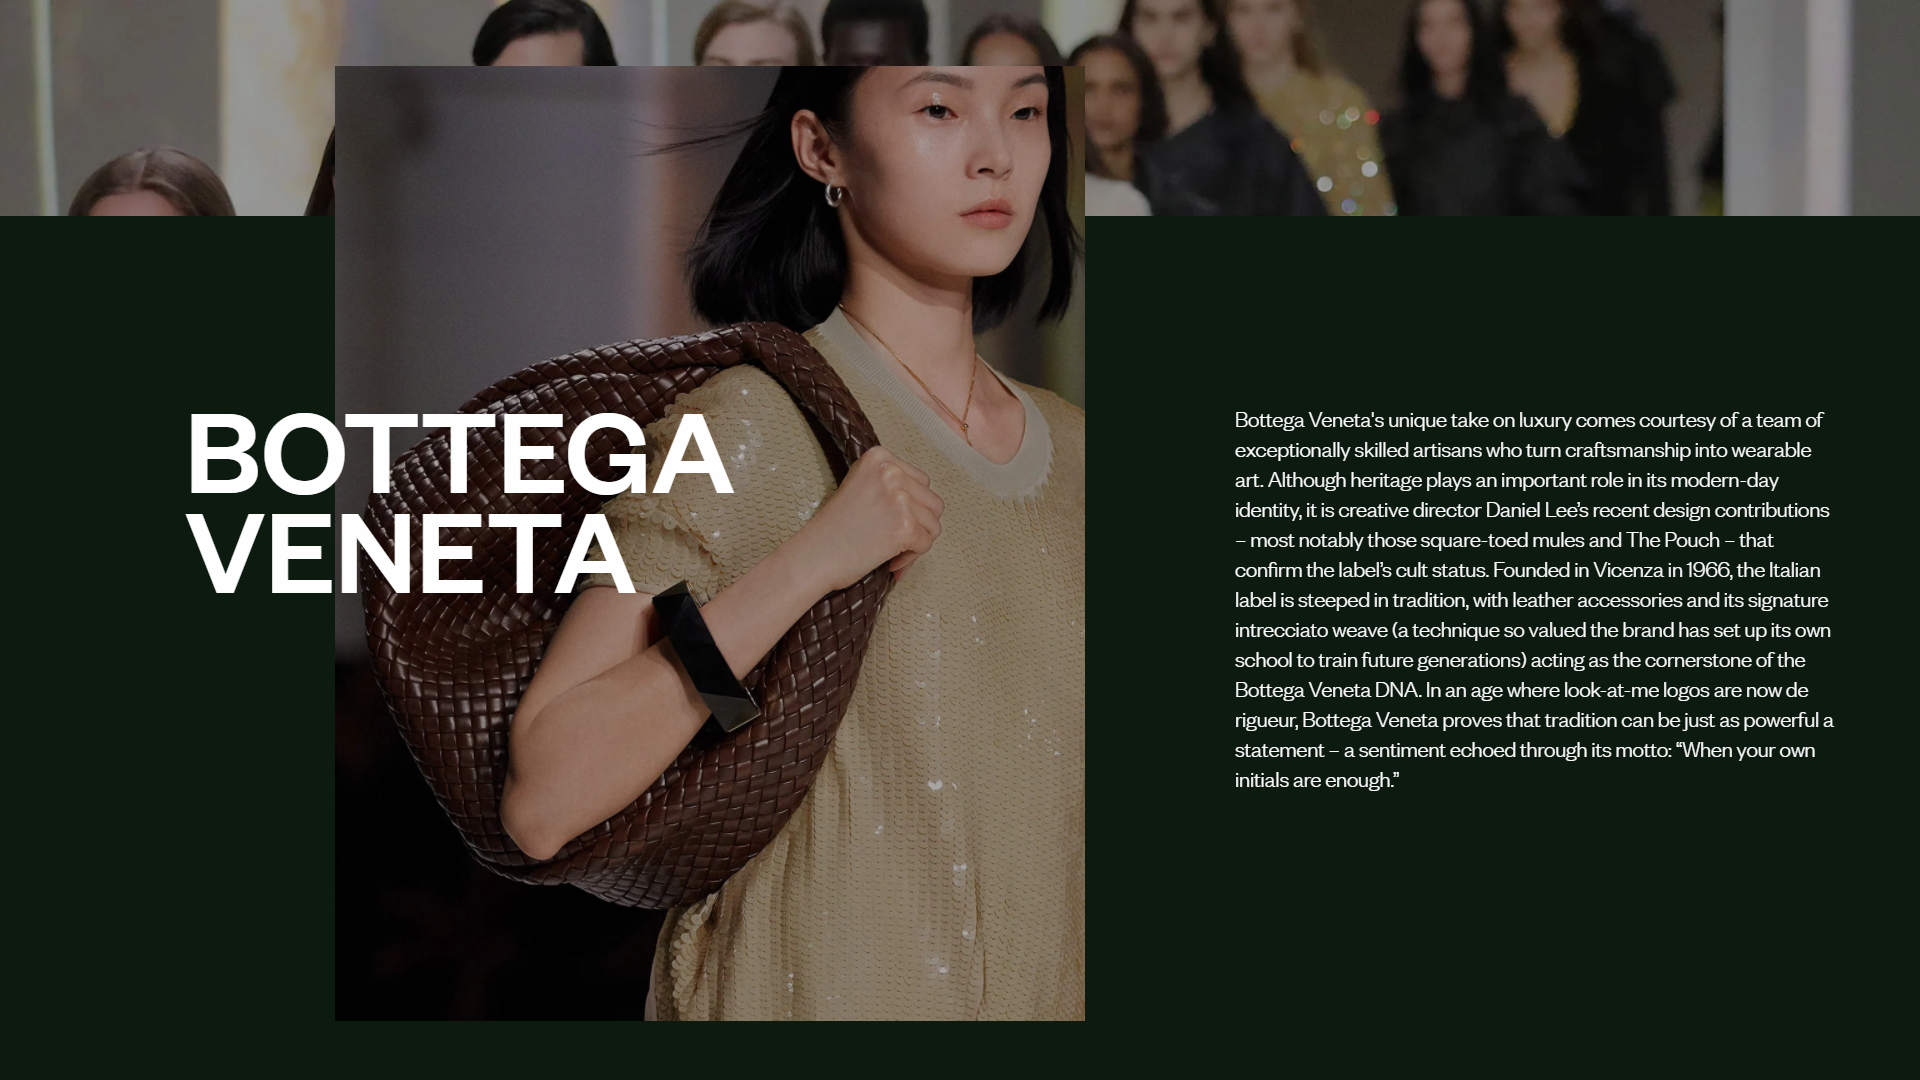 BOTTEGA
VENETA
Bottega Veneta's unique take on luxury comes courtesy of a team of
exceptionally skilled artisans who turn craftsmanship into wearable
art. Although heritage plays an important role in its modern-day
identity, it is creative director Daniel Lee’s recent design contributions
– most notably those square-toed mules and The Pouch – that
confirm the label’s cult status. Founded in Vicenza in 1966, the Italian
label is steeped in tradition, with leather accessories and its signature
intrecciato weave (a technique so valued the brand has set up its own
school to train future generations) acting as the cornerstone of the
Bottega Veneta DNA. In an age where look-at-me logos are now de
rigueur, Bottega Veneta proves that tradition can be just as powerful a
statement – a sentiment echoed through its motto: “When your own
initials are enough.”